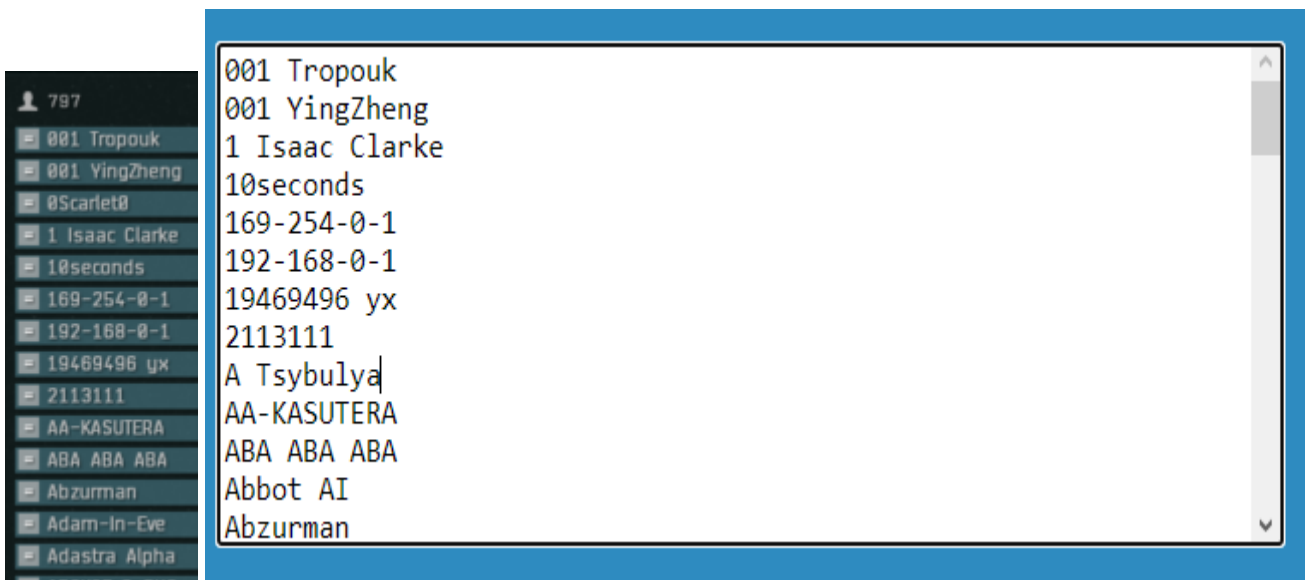 797
001 Tropouk
001 YingZheng
0Scarlet0
1 Isaac Clarke
10seconds
169-254-0-1
192-168-0-1
19469496 yx
2113111
AA-KASUTERA
ABA ABA ABA
Abzurman
Adam-In-Eve
Adastra Alpha
001 Tropouk
001 YingZheng
1 Isaac Clarke
10seconds
169-254-0-1
192-168-0-1
19469496 yx
2113111
A Tsybulya
AA-KASUTERA
ABA ABA ABA
Abbot AI
Abzurman